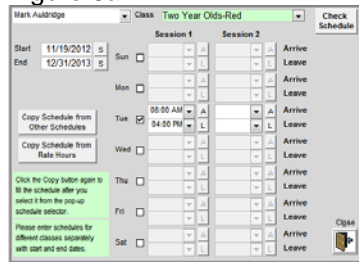 Mark Auldridge Class Two Year Olds-Red Check Schedule
Session 1 Session 2
Start 11/19/2012 S
End 12/31/2013 S
Sun A A Arrive
L L Leave
Mon A A Arrive
L L Leave
Copy Schedule from Other Schedules
Tue 08:00 AM A A Arrive
04:00 PM L L Leave
Copy Schedule from Rate Hours
Wed A A Arrive
L L Leave
Click the Copy button again to
fill the schedule after you
select it from the pop-up
schedule selector.
Thu A A Arrive
L L Leave
Fri A A Arrive
L L Leave
Please enter schedules for
different classes separately
with start and end dates.
Sat A A Arrive
L L Leave
Close